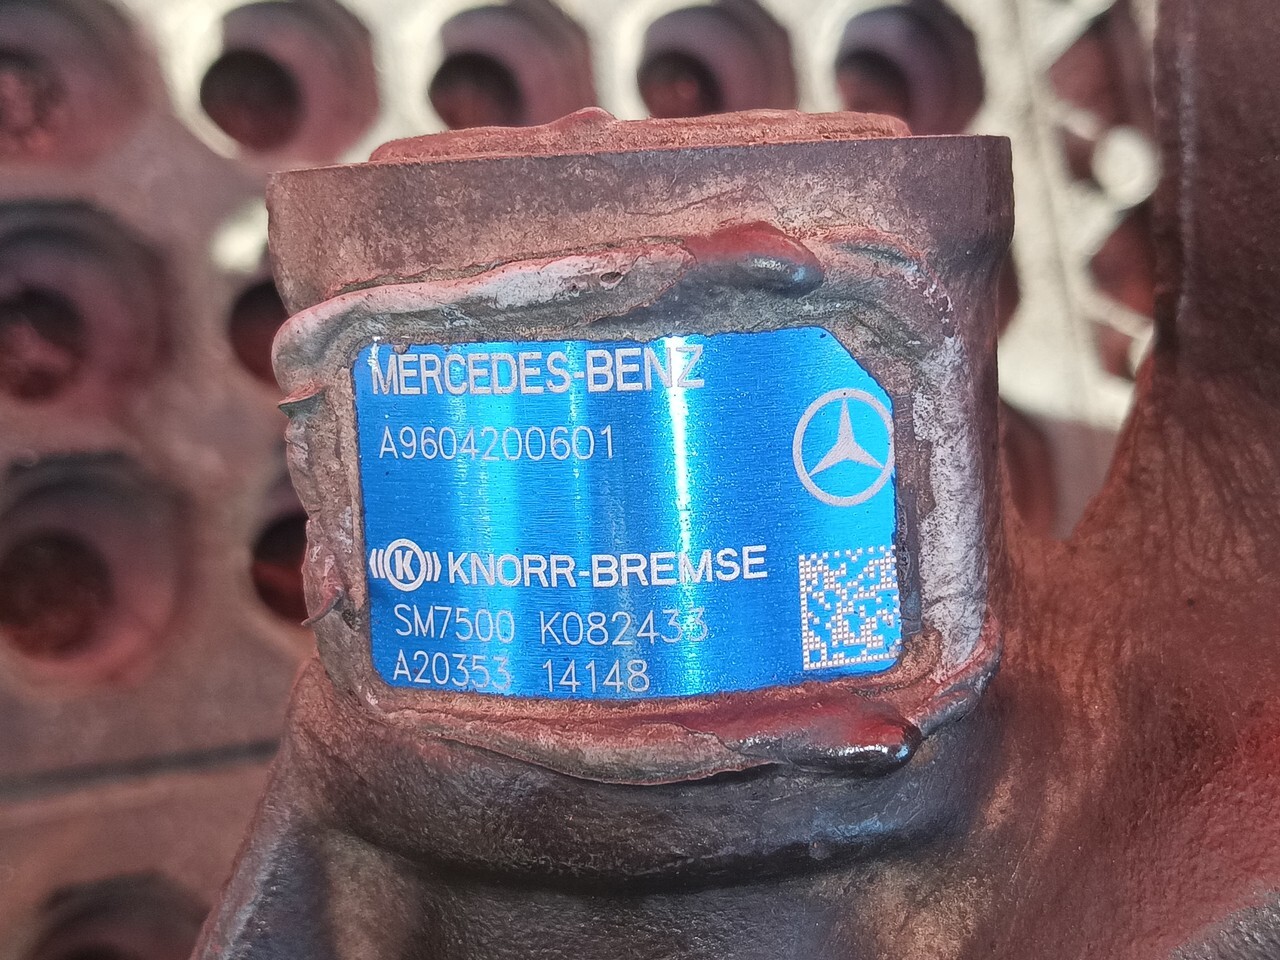 MERCEDES-BENZ
A9604200601
((K)) KNORR-BREMSE
SM7500 K082433
A20353 14148